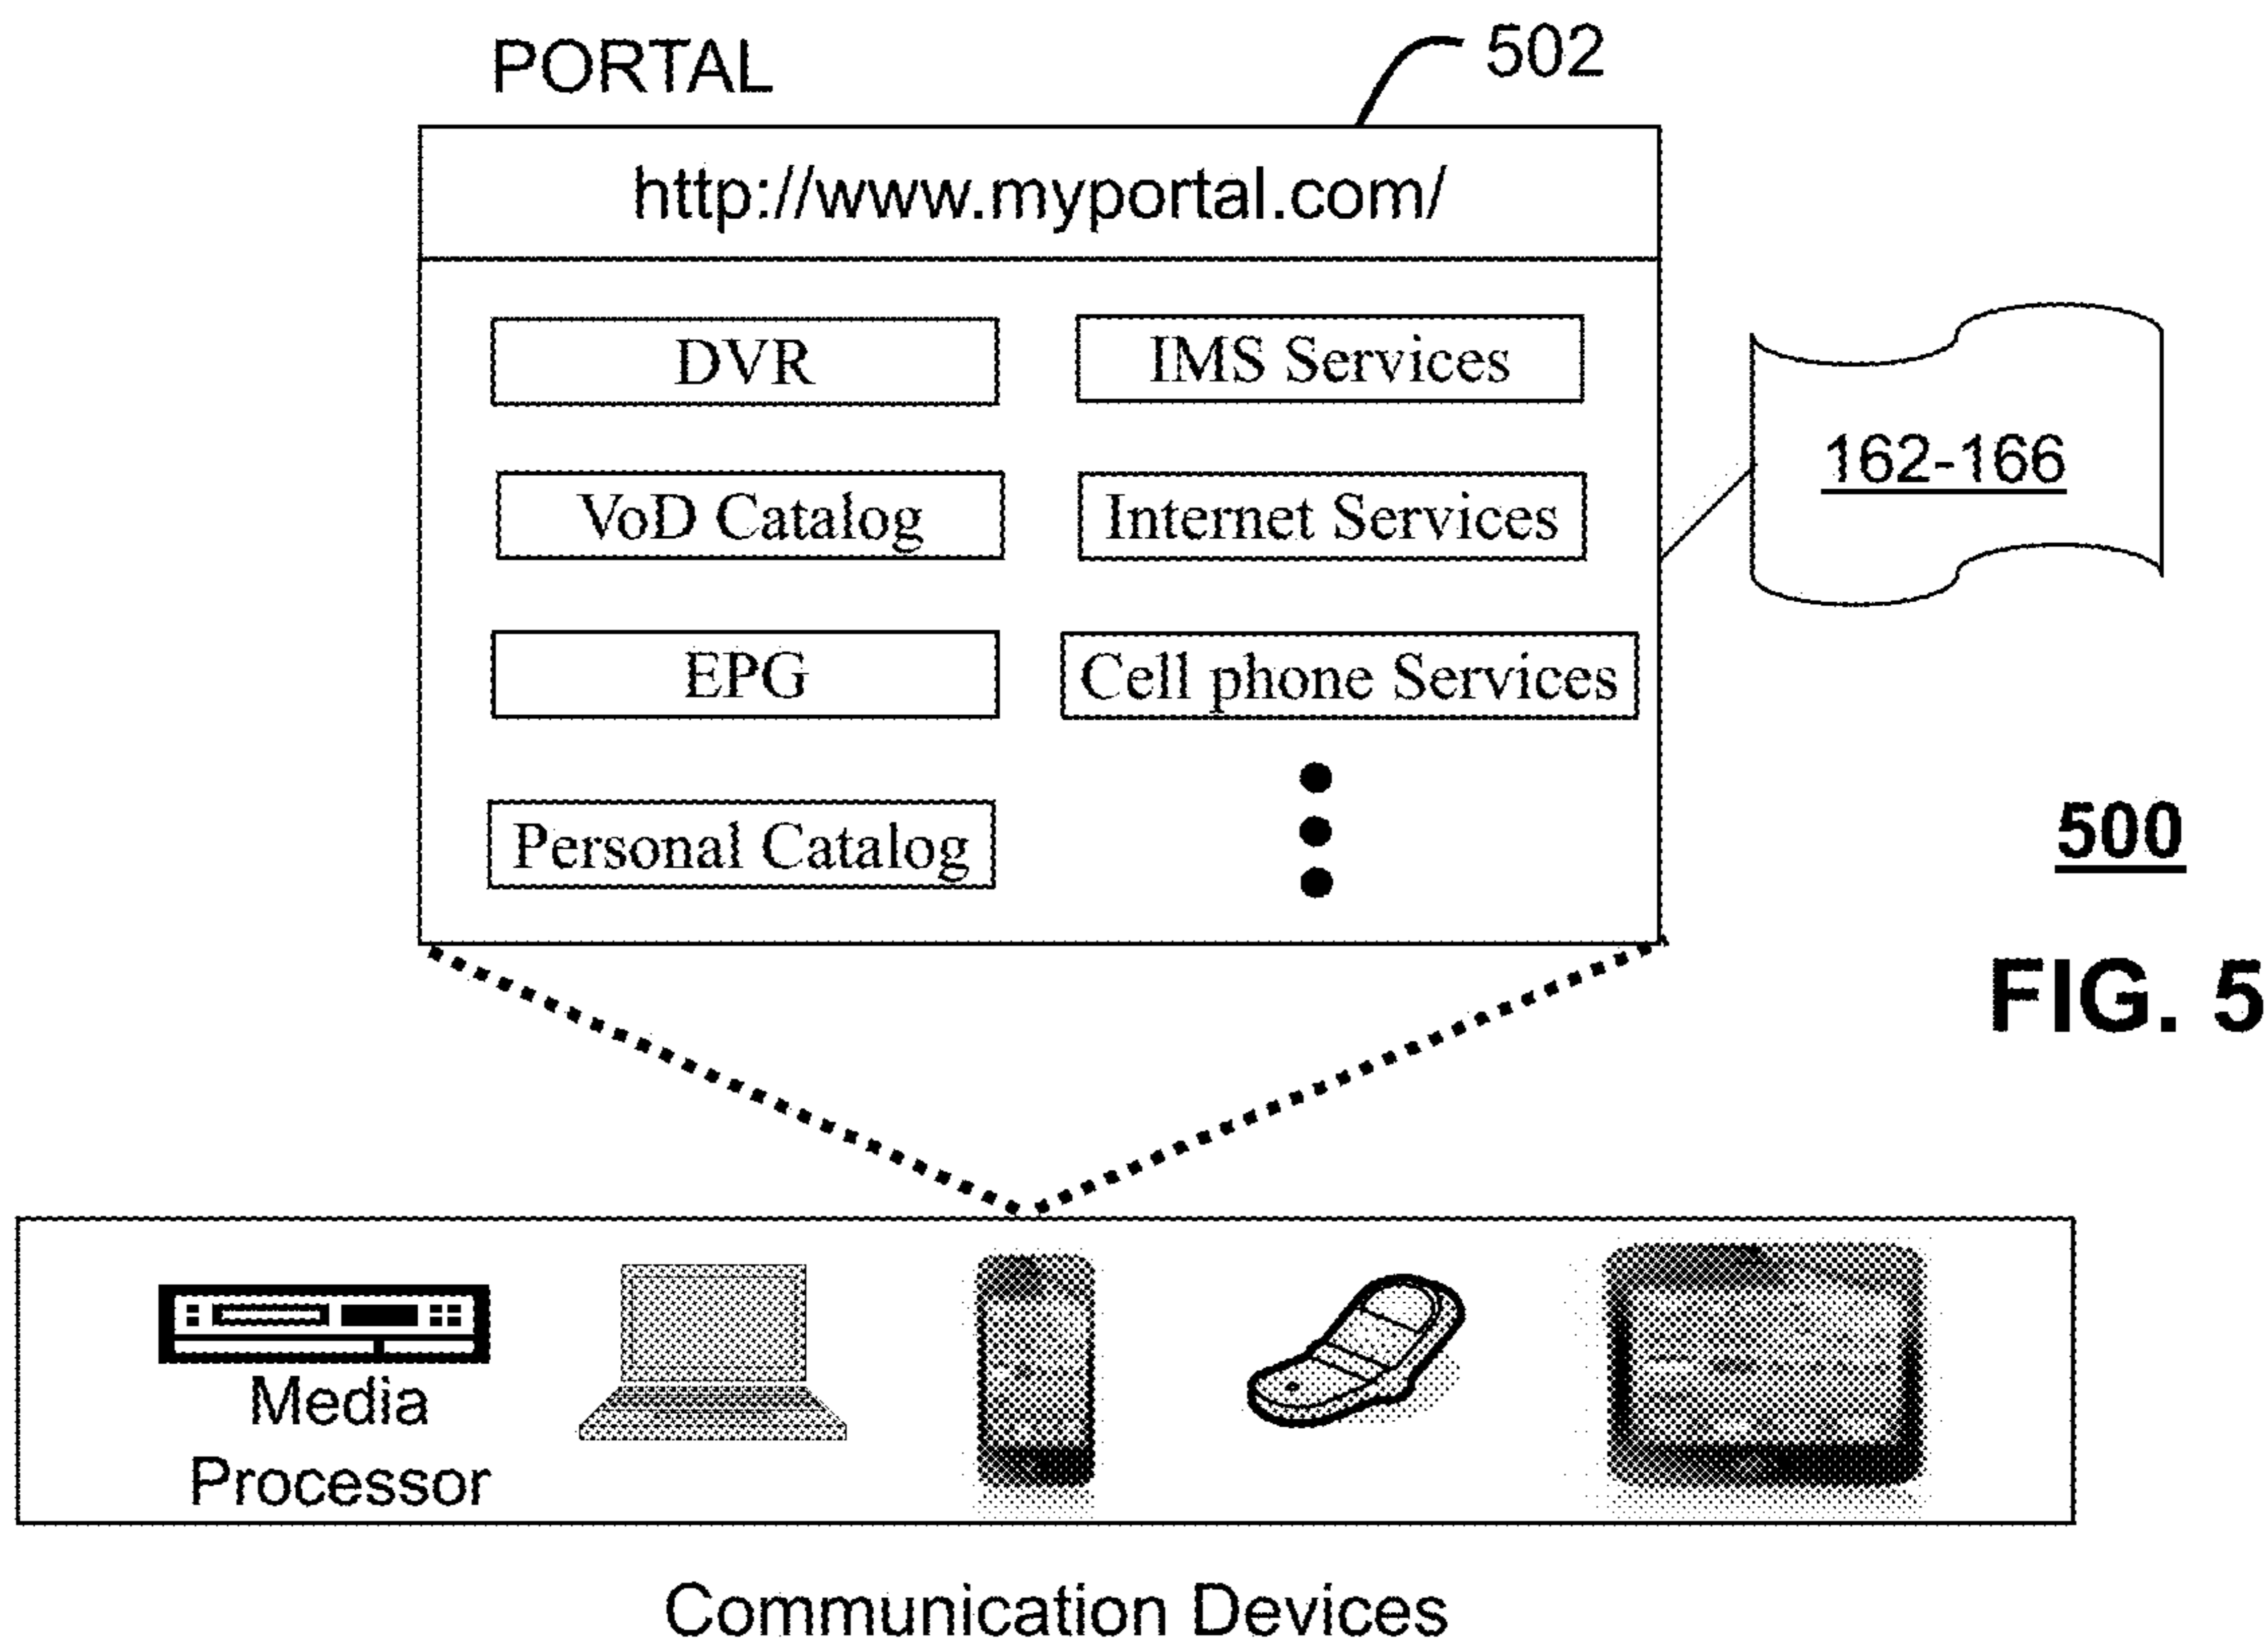 PORTAL
502
http://www.myportal.com/
DVR
IMS Services
VoD Catalog
Internet Services
162-166
EPG
Cell phone Services
Personal Catalog
500
FIG. 5
Media
Processor
Communication Devices